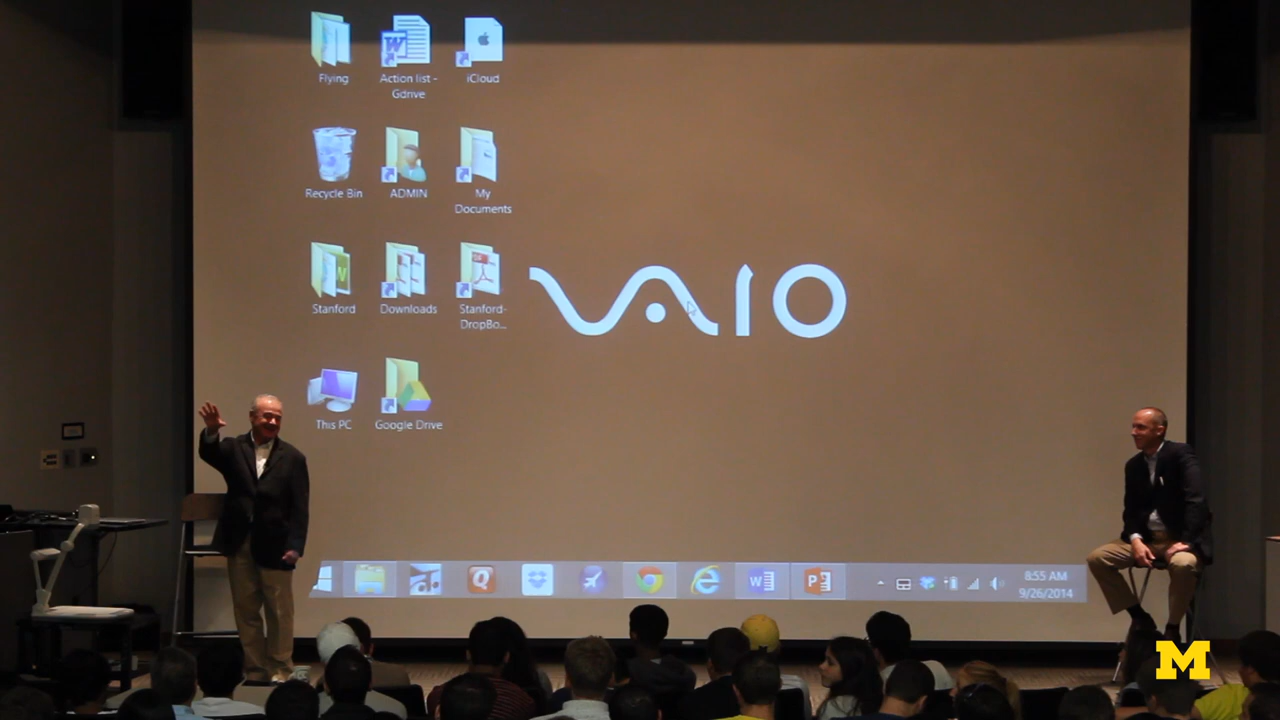 Flying
Action list -
Gdrive
iCloud
Recycle Bin
ADMIN
My
Documents
Stanford
Downloads
Stanford-
DropBo...
This PC
Google Drive
VAIO
8:55 AM
9/26/2014
M